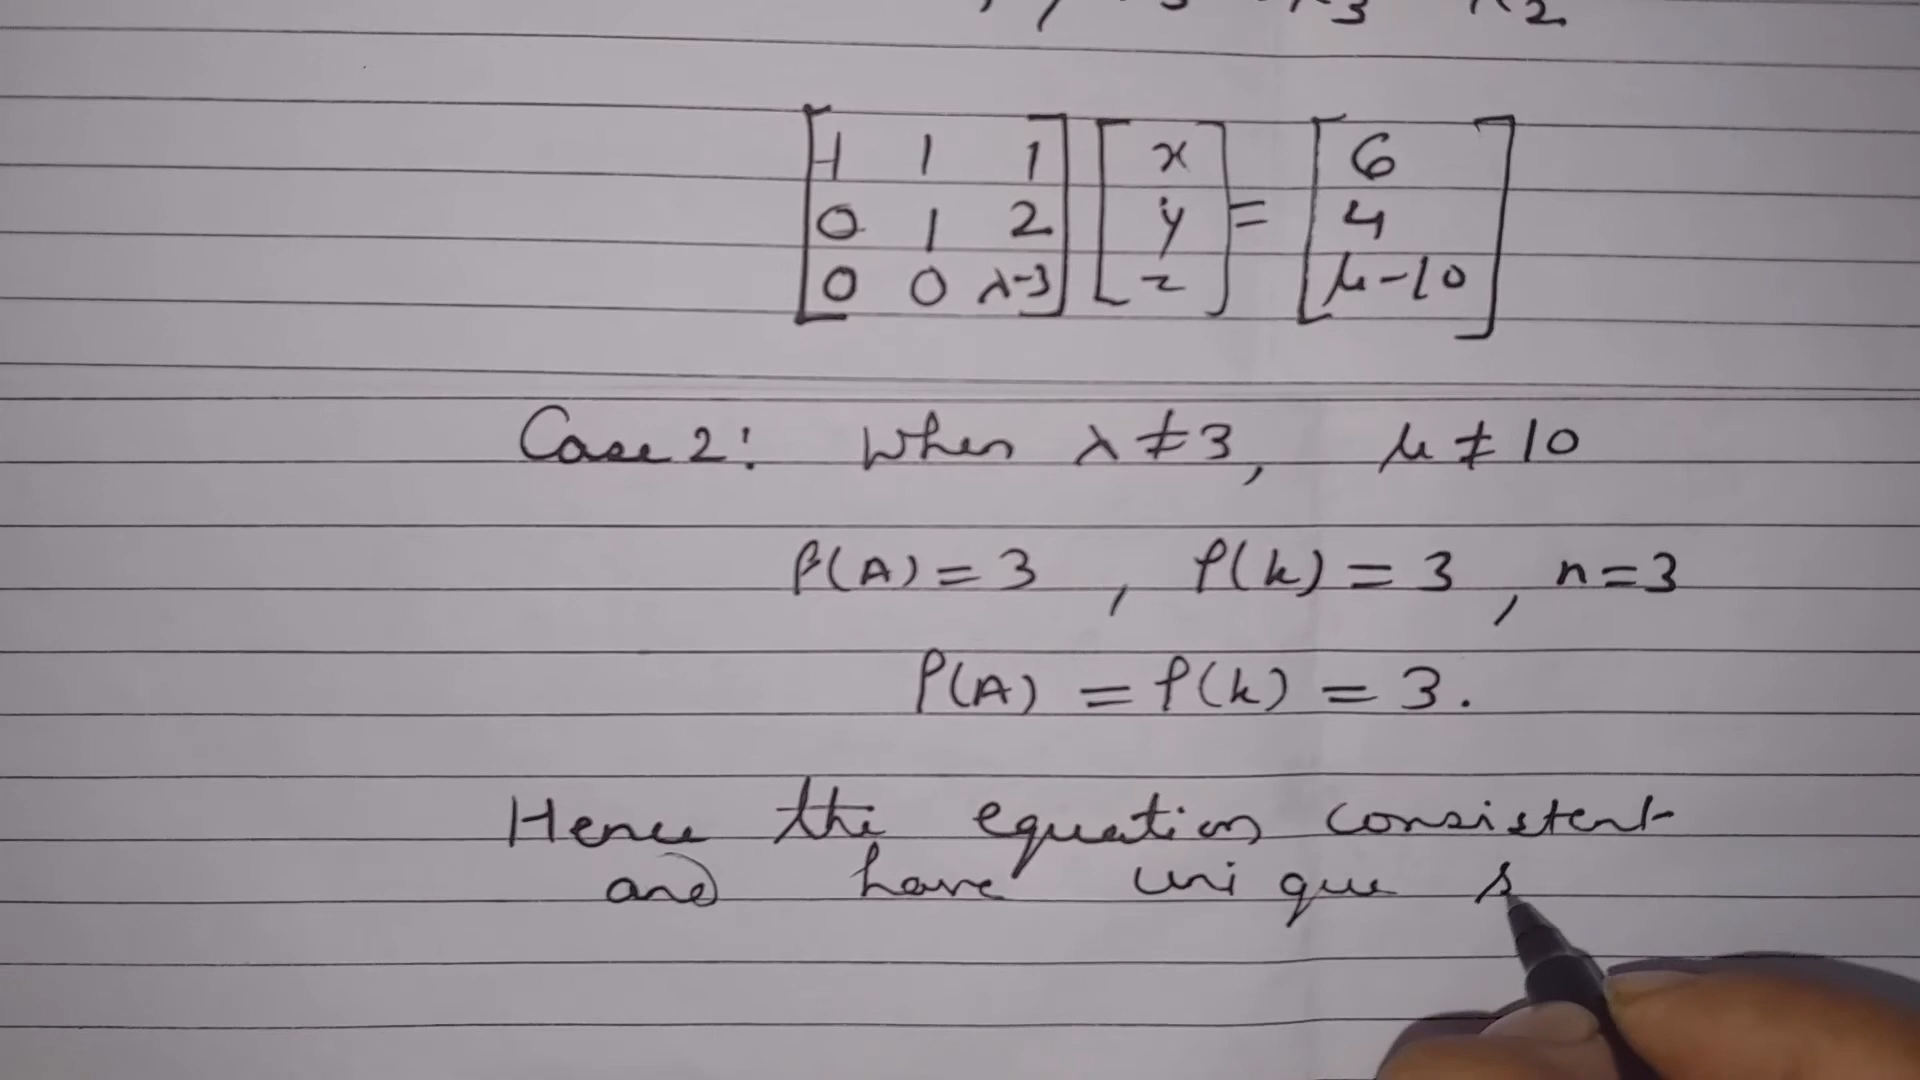 [1 1 1] [x] = [6]
[0 1 2] [y] = [4]
[0 0 λ-3] [z] = [μ-10]
Case 2: When λ ≠ 3, μ ≠ 10
ρ(A) = 3 , ρ(k) = 3 , n = 3
ρ(A) = ρ(k) = 3.
Hence the equation consistent
and have unique s